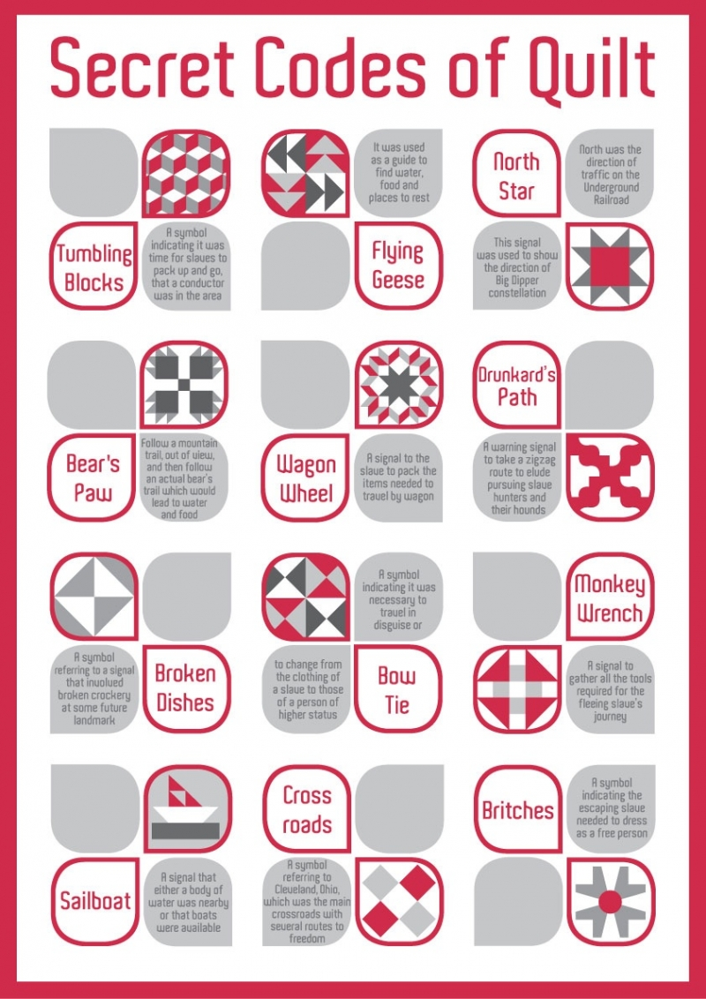 Secret Codes of Quilt
Tumbling
Blocks
A symbol
indicating it was
time for slaves to
pack up and go,
that a conductor
was in the area
It was used
as a guide to
find water,
food and
places to rest
Flying
Geese
North
Star
North was the
direction of
traffic on the
Underground
Railroad
This signal
was used to show
the direction of
Big Dipper
constellation
Bear's
Paw
Follow a mountain
trail, out of view,
and then follow
an actual bear's
trail which would
lead to water
and food
Wagon
Wheel
A signal to the
slave to pack the
items needed to
travel by wagon
Drunkard's
Path
A warning signal
to take a zigzag
route to elude
pursuing slave
hunters and
their hounds
A symbol
referring to a signal
that involved
broken crockery
at some future
landmark
Broken
Dishes
A symbol
indicating it was
necessary to
travel in
disguise or
to change from
the clothing of
a slave to those
of a person of
higher status
Bow
Tie
Monkey
Wrench
A signal to
gather all the tools
required for the
fleeing slave's
journey
Sailboat
A signal that
either a body of
water was nearby
or that boats
were available
Cross
roads
A symbol
referring to
Cleveland, Ohio,
which was the main
crossroads with
several routes to
freedom
Britches
A symbol
indicating the
escaping slave
needed to dress
as a free person